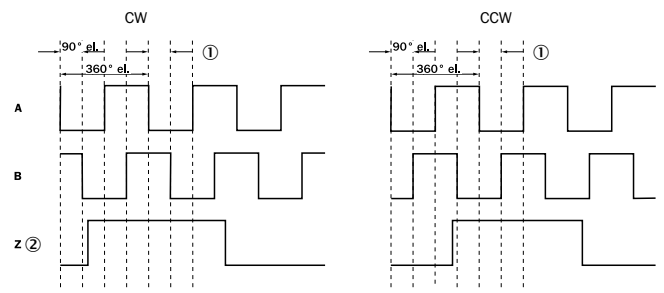 CW CCW
90° el. ① 90° el. ①
360° el. 360° el.
A
B
Z ②